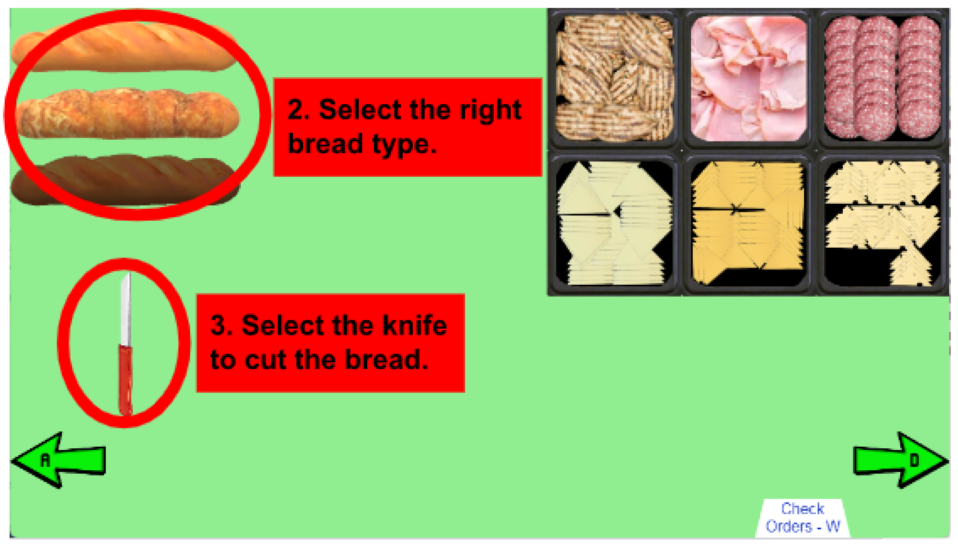 2. Select the right
bread type.
3. Select the knife
to cut the bread.
A
D
Check
Orders - W